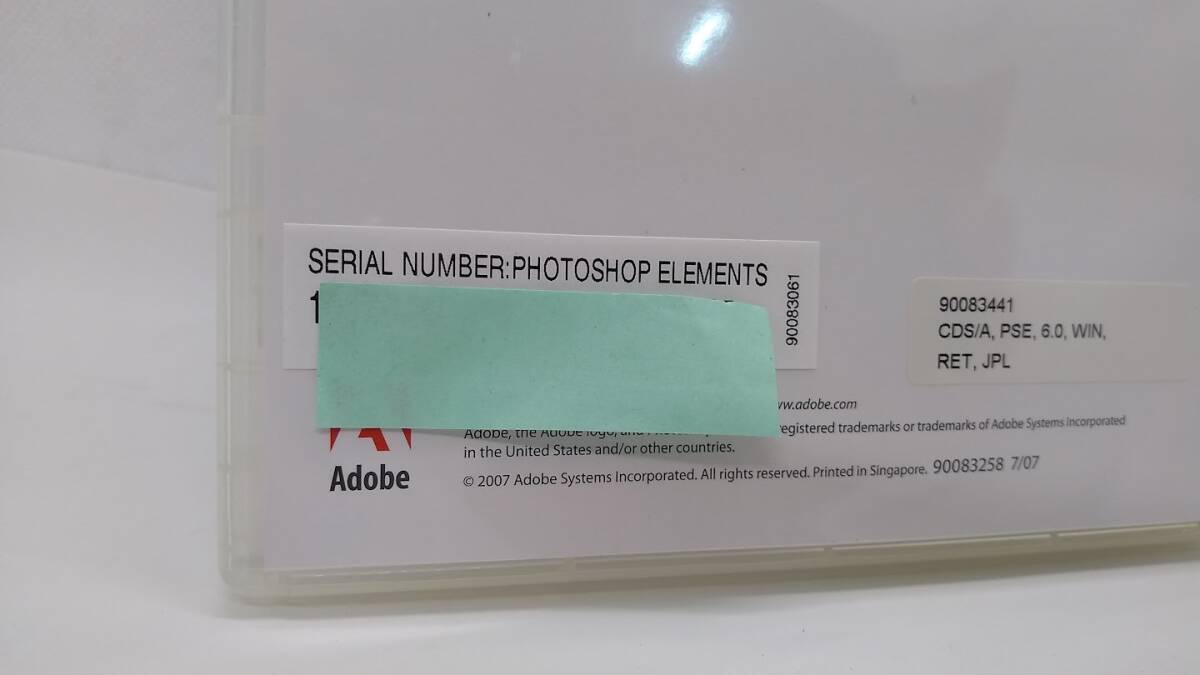 SERIAL NUMBER:PHOTOSHOP ELEMENTS
1
90083061
90083441
CDS/A, PSE, 6.0, WIN,
RET, JPL
www.adobe.com
Adobe, the Adobe logo, and registered trademarks or trademarks of Adobe Systems Incorporated
in the United States and/or other countries.
Adobe
© 2007 Adobe Systems Incorporated. All rights reserved. Printed in Singapore. 90083258 7/07